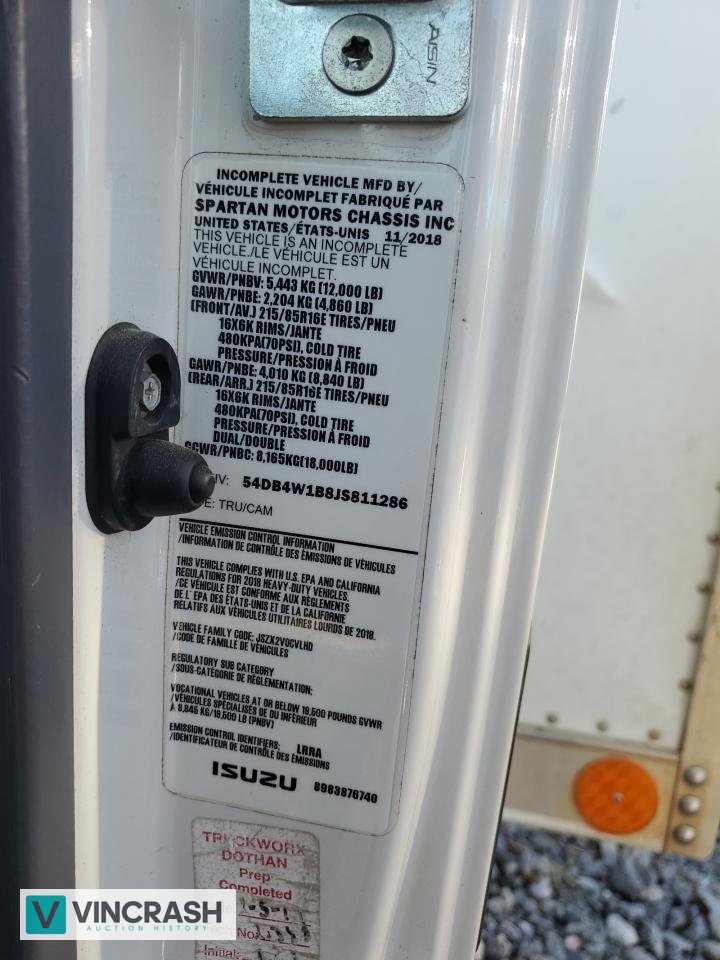 AISIN
INCOMPLETE VEHICLE MFD BY/
VÉHICULE INCOMPLET FABRIQUÉ PAR
SPARTAN MOTORS CHASSIS INC
UNITED STATES/ÉTATS-UNIS 11/2018
THIS VEHICLE IS AN INCOMPLETE
VEHICLE./LE VÉHICULE EST UN
VÉHICULE INCOMPLET.
GVWR/PNBV: 5,443 KG (12,000 LB)
GAWR/PNBE: 2,204 KG (4,860 LB)
(FRONT/AV.) 215/85R16E TIRES/PNEU
16X6K RIMS/JANTE
480KPA(70PSI), COLD TIRE
PRESSURE/PRESSION À FROID
GAWR/PNBE: 4,010 KG (8,840 LB)
(REAR/ARR.) 215/85R16E TIRES/PNEU
16X6K RIMS/JANTE
480KPA(70PSI), COLD TIRE
PRESSURE/PRESSION À FROID
DUAL/DOUBLE
GCWR/PNBC: 8,165KG(18,000LB)
IV: 54DB4W1B8JS811286
E: TRU/CAM
VEHICLE EMISSION CONTROL INFORMATION
/INFORMATION DE CONTRÔLE DES ÉMISSIONS DE VÉHICULES
THIS VEHICLE COMPLIES WITH U.S. EPA AND CALIFORNIA
REGULATIONS FOR 2018 HEAVY-DUTY VEHICLES.
/CE VÉHICULE EST CONFORME AUX RÈGLEMENTS
DE L' EPA DES ÉTATS-UNIS ET DE LA CALIFORNIE
RELATIFS AUX VÉHICULES UTILITAIRES LOURDS DE 2018.
VEHICLE FAMILY CODE: JSZX2VOCVLHD
/CODE DE FAMILLE DE VÉHICULES
REGULATORY SUB CATEGORY
/SOUS-CATÉGORIE DE RÉGLEMENTATION:
VOCATIONAL VEHICLES AT OR BELOW 19,500 POUNDS GVWR
/VÉHICULES SPÉCIALISÉS DE OU INFÉRIEUR
À 8,845 KG/19,500 LB (PNBV)
EMISSION CONTROL IDENTIFIERS: LRRA
/IDENTIFICATEUR DE CONTRÔLE DES ÉMISSIONS
ISUZU 8983876740
TRUCKWORX
DOTHAN
Prep
Completed
Tech No.
Initials
VINCRASH
AUCTION HISTORY